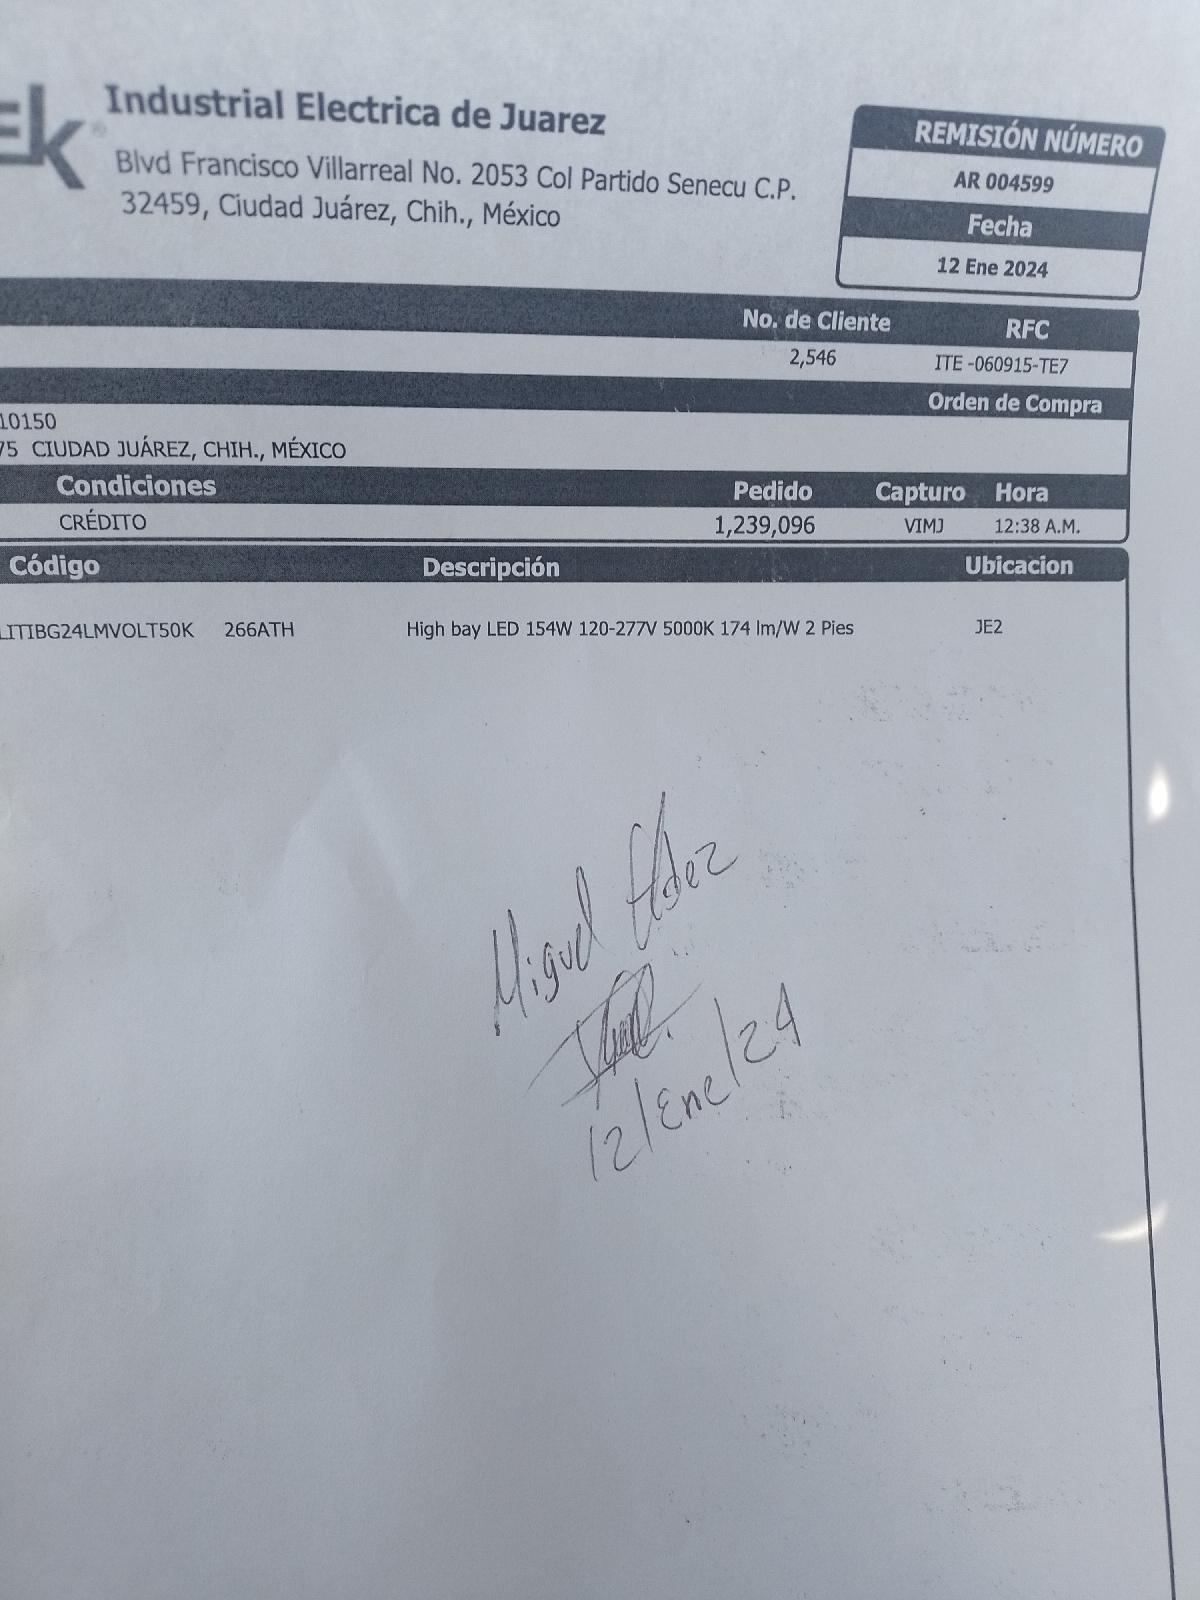 Ek®
Industrial Electrica de Juarez
Blvd Francisco Villarreal No. 2053 Col Partido Senecu C.P.
32459, Ciudad Juárez, Chih., México
REMISIÓN NÚMERO
AR 004599
Fecha
12 Ene 2024
No. de Cliente RFC
2,546 ITE -060915-TE7
Orden de Compra
10150
75 CIUDAD JUÁREZ, CHIH., MÉXICO
Condiciones Pedido Capturo Hora
CRÉDITO 1,239,096 VIMJ 12:38 A.M.
Código Descripción Ubicacion
LITIBG24LMVOLT50K 266ATH High bay LED 154W 120-277V 5000K 174 lm/W 2 Pies JE2
Miguel Hdez
12/Ene/24